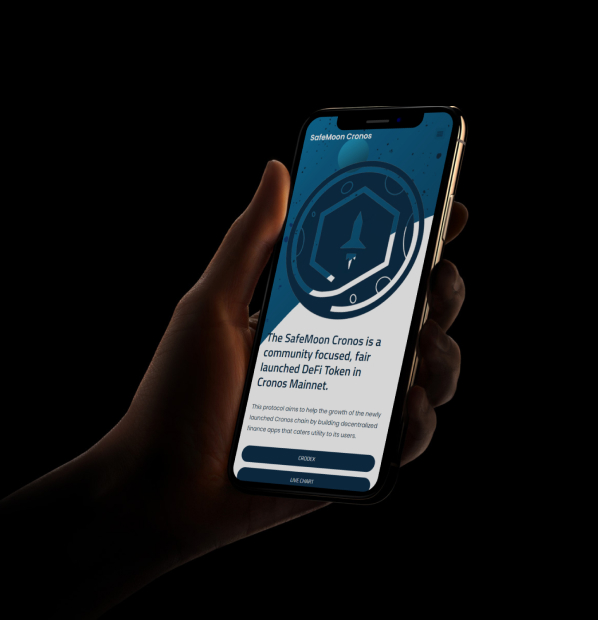 SafeMoon Cronos
The SafeMoon Cronos is a
community focused, fair
launched DeFi Token in
Cronos Mainnet.
This protocol aims to help the growth of the newly
launched Cronos chain by building decentralized
finance apps that caters utility to its users.
CRODEX
LIVE CHART